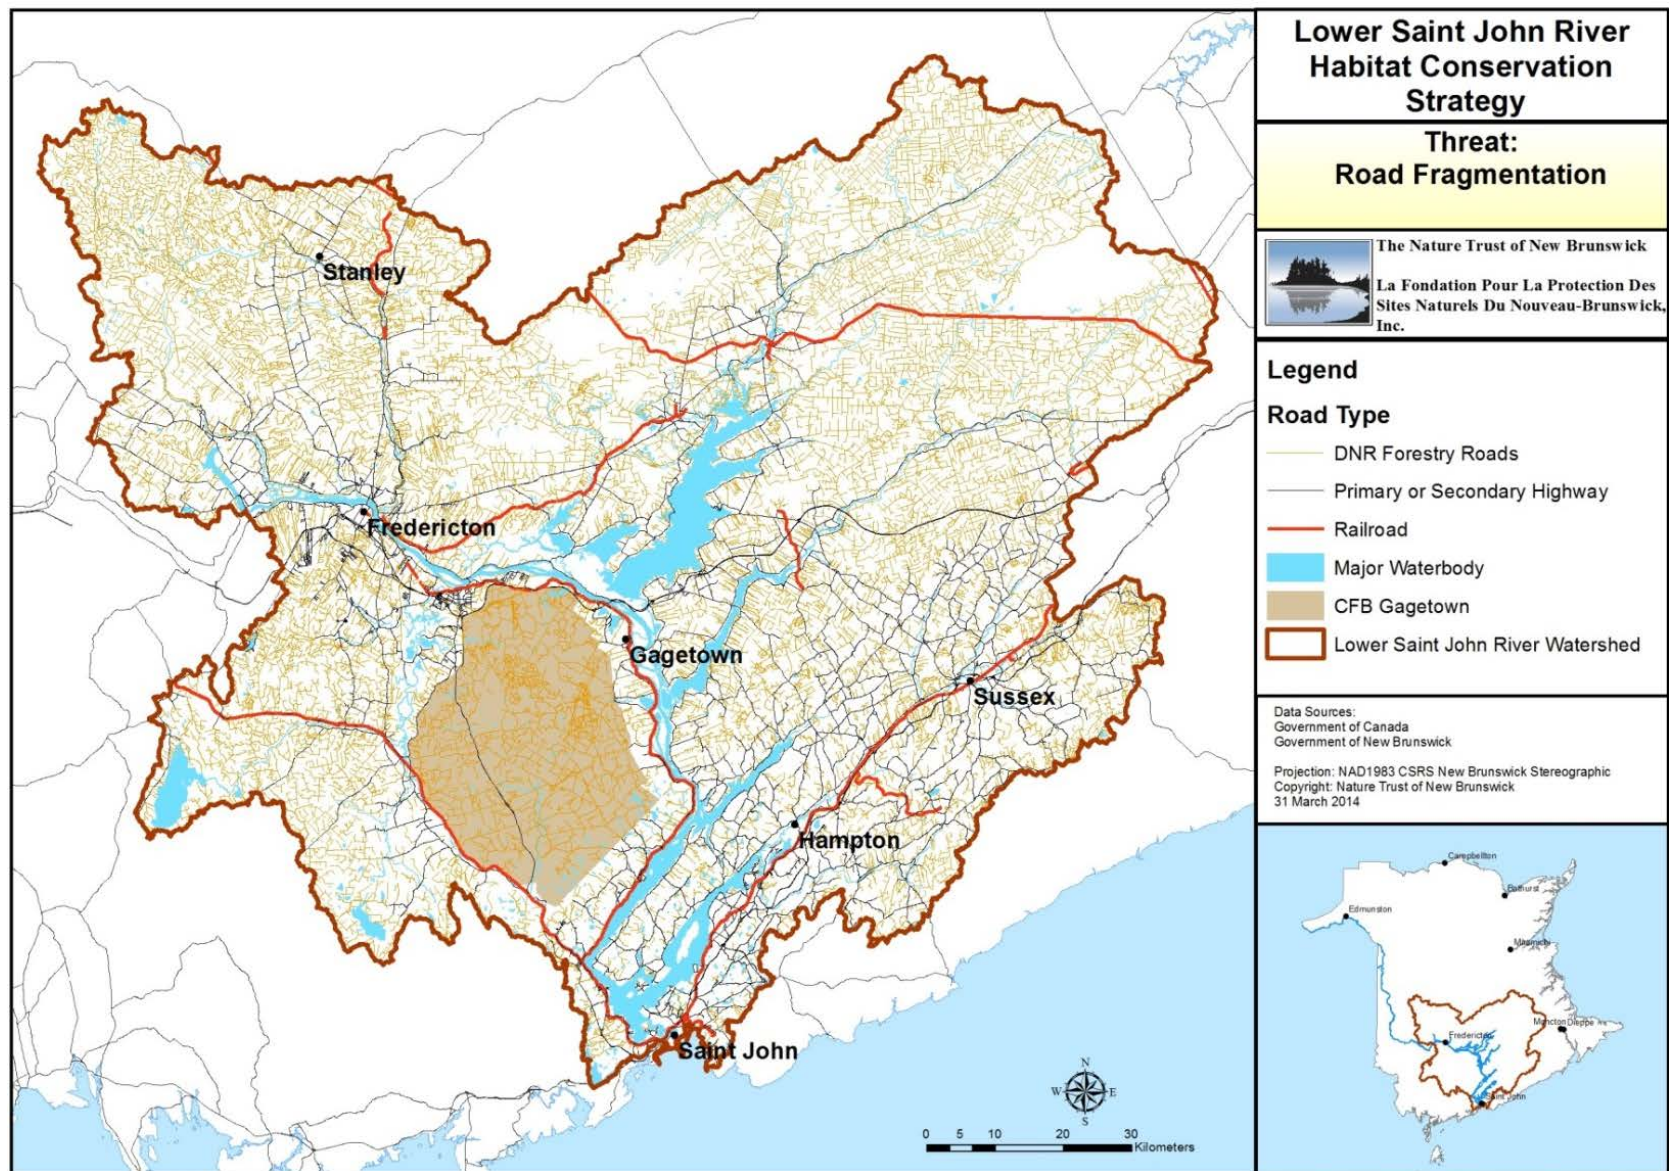 Lower Saint John River
Habitat Conservation
Strategy
Threat:
Road Fragmentation
The Nature Trust of New Brunswick
La Fondation Pour La Protection Des
Sites Naturels Du Nouveau-Brunswick,
Inc.
Legend
Road Type
DNR Forestry Roads
Primary or Secondary Highway
Railroad
Major Waterbody
CFB Gagetown
Lower Saint John River Watershed
Data Sources:
Government of Canada
Government of New Brunswick
Projection: NAD1983 CSRS New Brunswick Stereographic
Copyright: Nature Trust of New Brunswick
31 March 2014
Stanley
Fredericton
Gagetown
Sussex
Hampton
Saint John
N
W
E
S
0 5 10 20 30
Kilometers
Campbellton
Bathurst
Edmunston
Miramichi
Moncton Dieppe
Fredericton
Saint John